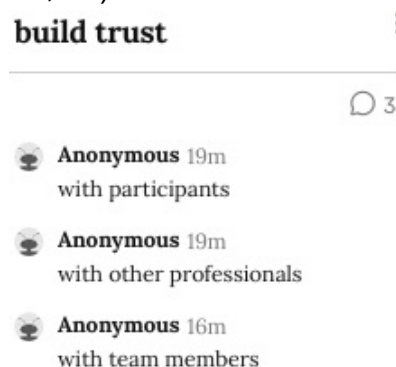 build trust
3
Anonymous 19m
with participants
Anonymous 19m
with other professionals
Anonymous 16m
with team members